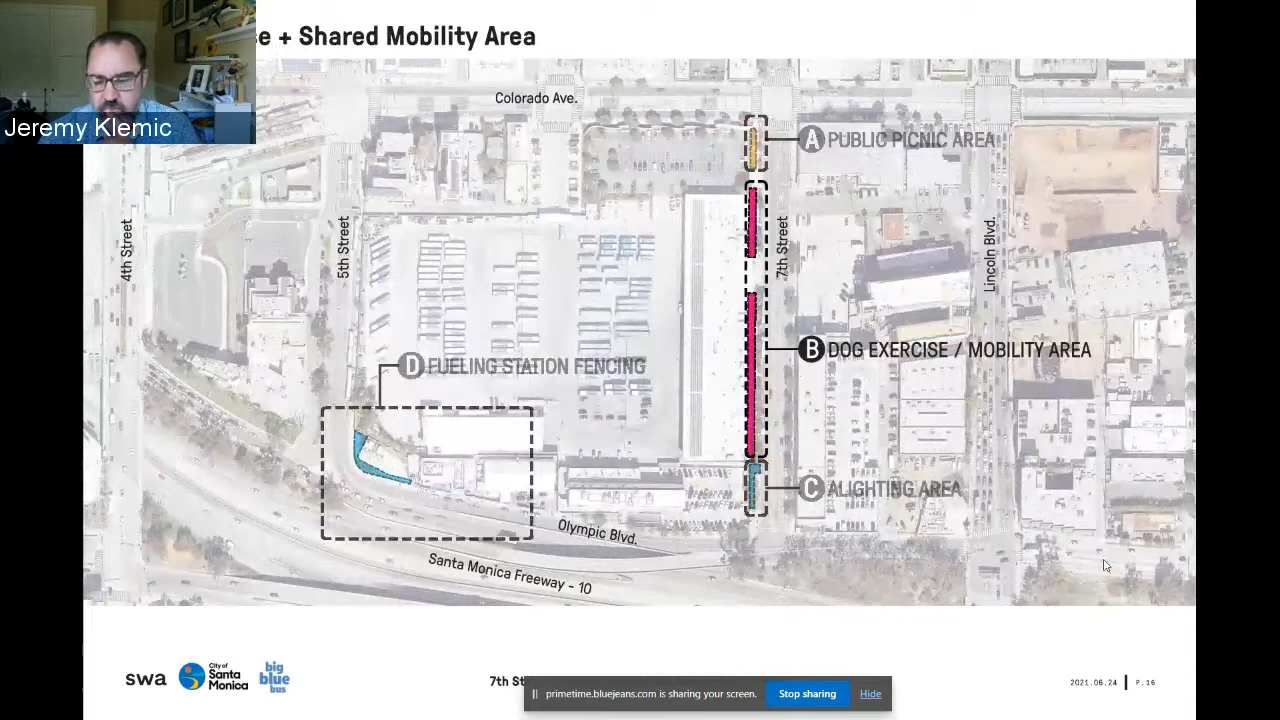 e + Shared Mobility Area
Jeremy Klemic
Colorado Ave.
A PUBLIC PICNIC AREA
4th Street
5th Street
7th Street
Lincoln Blvd.
B DOG EXERCISE / MOBILITY AREA
D FUELING STATION FENCING
C ALIGHTING AREA
Olympic Blvd.
Santa Monica Freeway - 10
swa
City of
Santa
Monica
big
blue
bus
7th St
primetime.bluejeans.com is sharing your screen.
Stop sharing
Hide
2021.06.24 | P.16